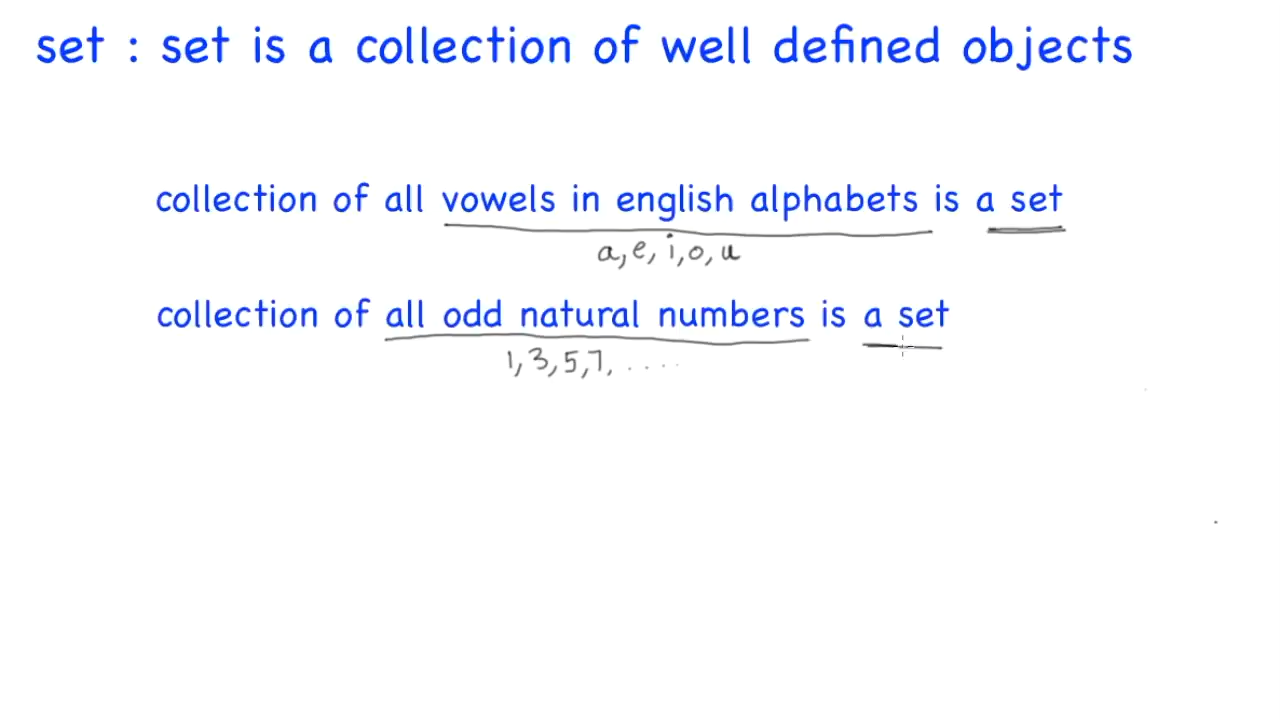 set : set is a collection of well defined objects
collection of all vowels in english alphabets is a set
a, e, i, o, u
collection of all odd natural numbers is a set
1, 3, 5, 7, . . . .